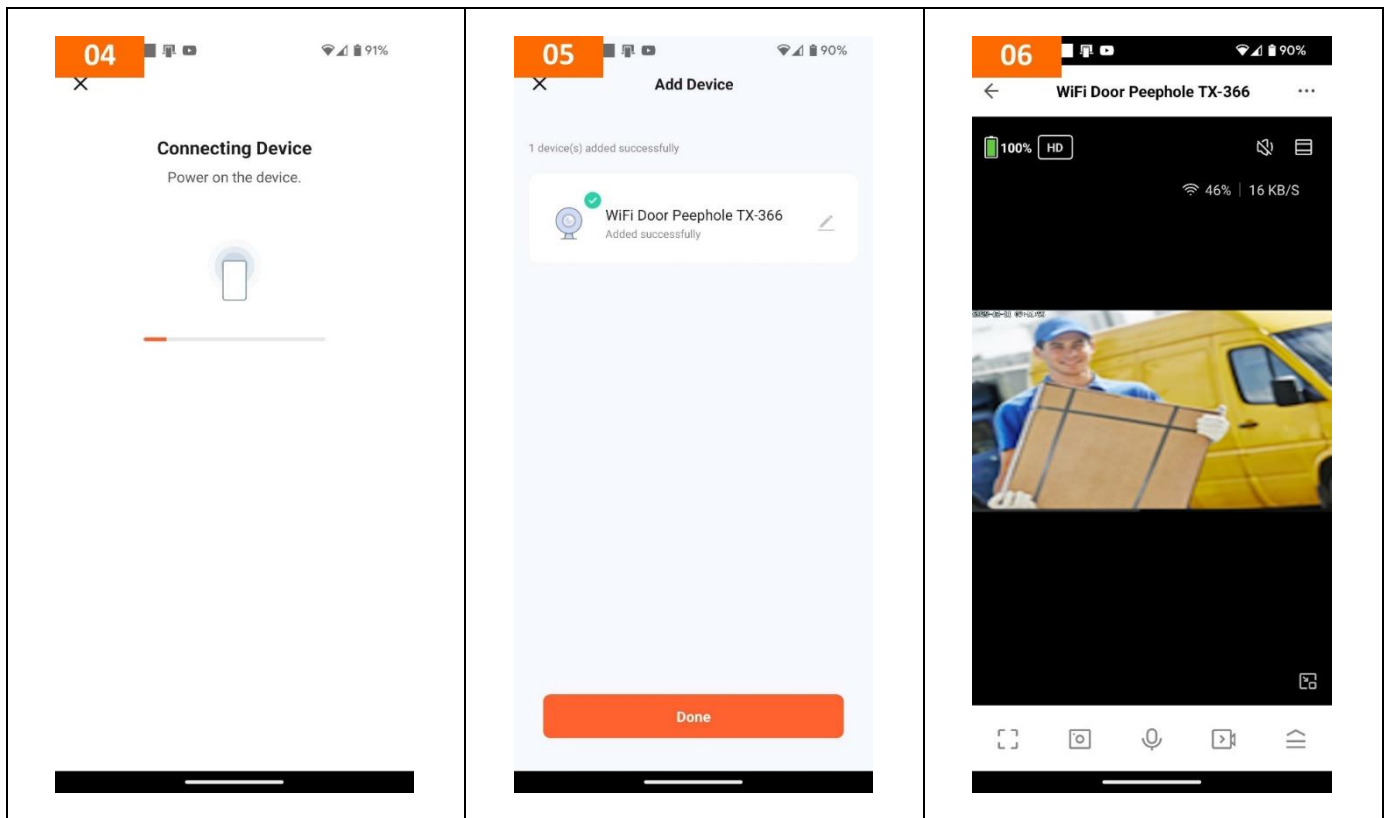 04
91%
Connecting Device
Power on the device.
05
90%
Add Device
1 device(s) added successfully
WiFi Door Peephole TX-366
Added successfully
Done
06
90%
WiFi Door Peephole TX-366
100% HD
46% 16 KB/S